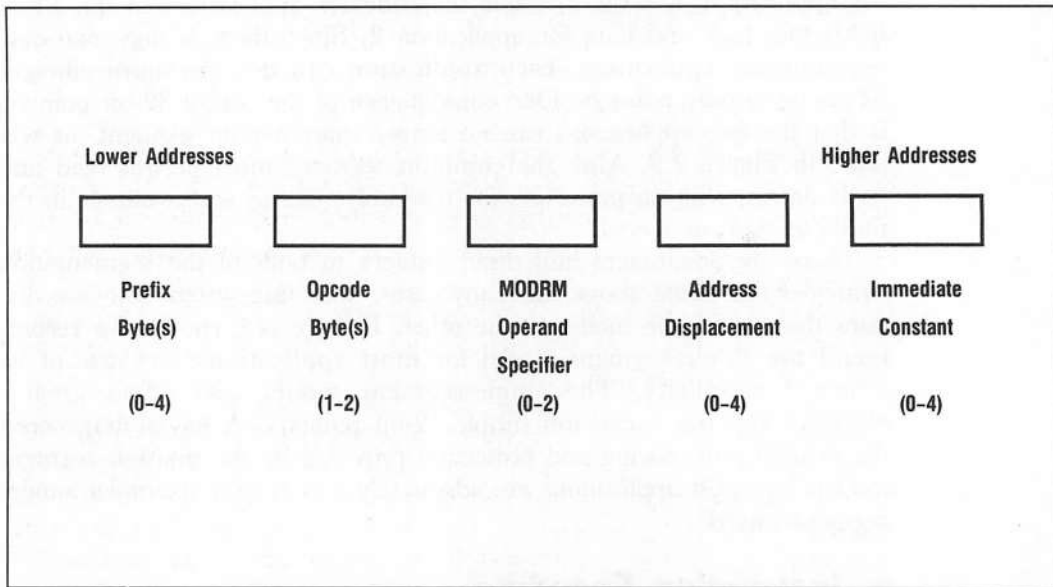 Lower Addresses Higher Addresses
Prefix Opcode MODRM Address Immediate
Byte(s) Byte(s) Operand Displacement Constant
Specifier
(0–4) (1–2) (0–2) (0–4) (0–4)